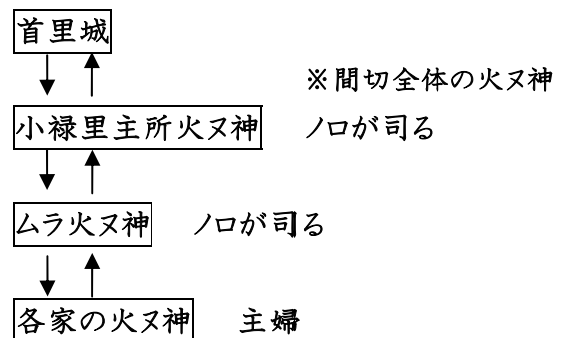 首里城
※間切全体の火ヌ神
小禄里主所火ヌ神 ノロが司る
ムラ火ヌ神 ノロが司る
各家の火ヌ神 主婦